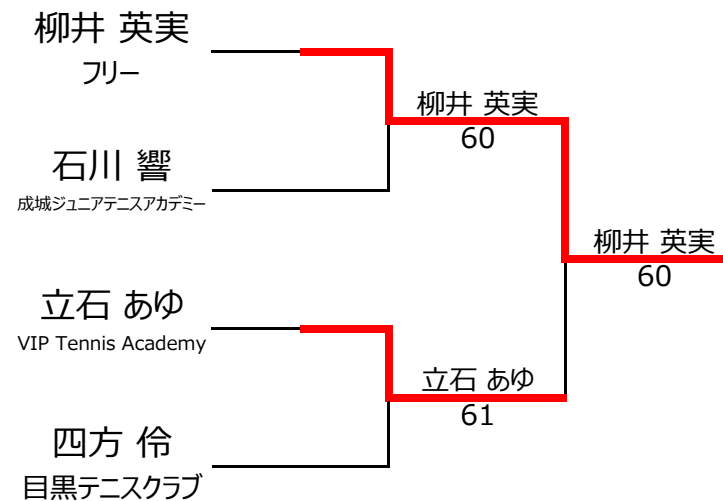 柳井 英実
フリー
石川 響
成城ジュニアテニスアカデミー
立石 あゆ
VIP Tennis Academy
四方 伶
目黒テニスクラブ
柳井 英実
60
立石 あゆ
61
柳井 英実
60